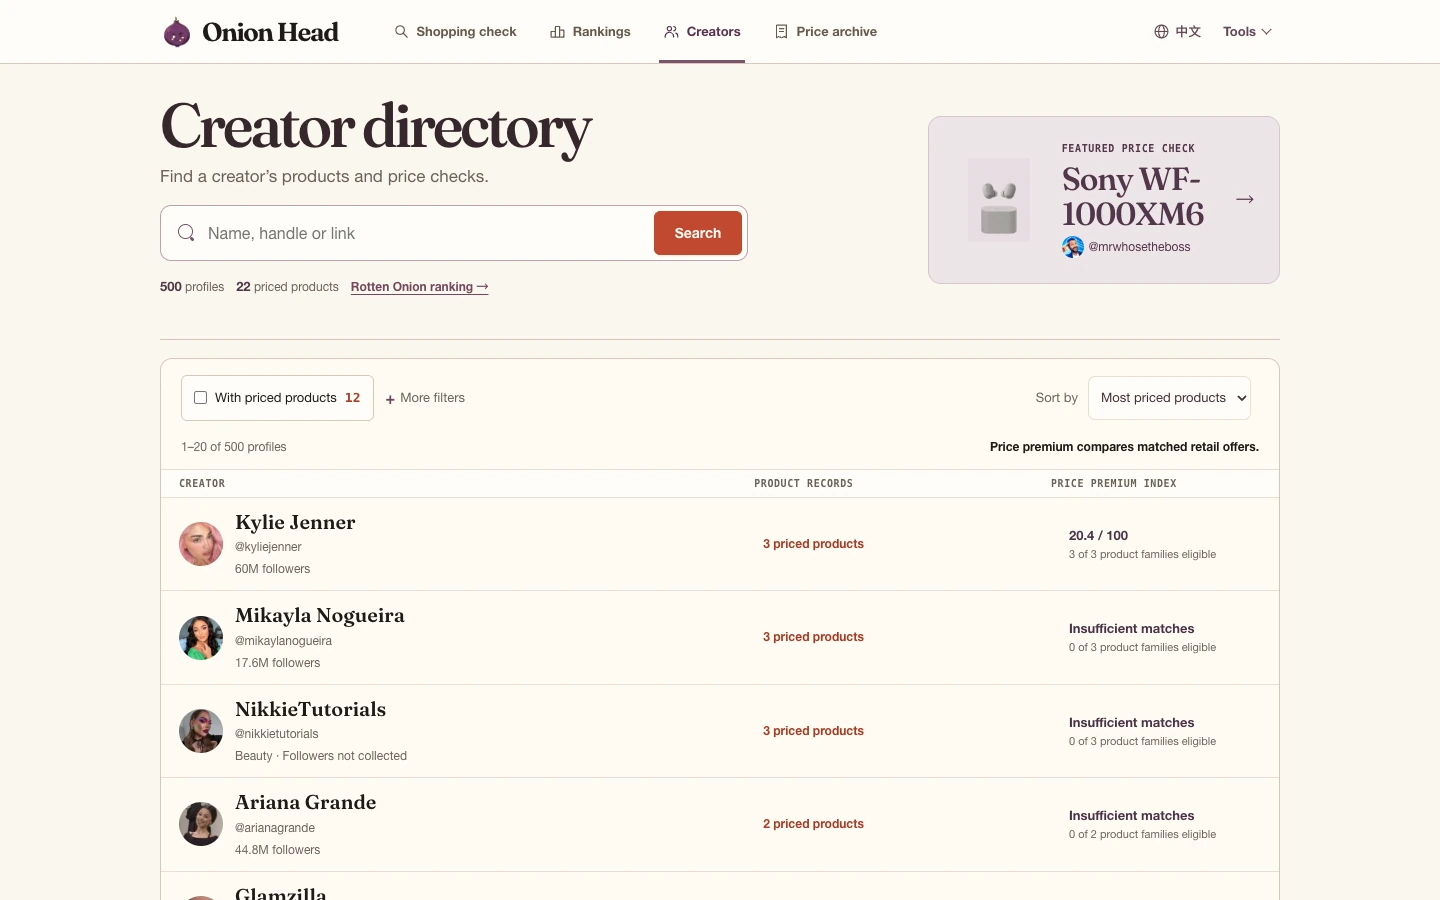 Onion Head
Shopping check
Rankings
Creators
Price archive
中文
Tools
Creator directory
Find a creator’s products and price checks.
Name, handle or link
Search
500 profiles 22 priced products Rotten Onion ranking →
FEATURED PRICE CHECK
Sony WF-
1000XM6
→
@mrwhosetheboss
With priced products 12
+ More filters
Sort by Most priced products
1–20 of 500 profiles
Price premium compares matched retail offers.
CREATOR PRODUCT RECORDS PRICE PREMIUM INDEX
Kylie Jenner
@kyliejenner
60M followers
3 priced products
20.4 / 100
3 of 3 product families eligible
Mikayla Nogueira
@mikaylanogueira
17.6M followers
3 priced products
Insufficient matches
0 of 3 product families eligible
NikkieTutorials
@nikkietutorials
Beauty · Followers not collected
3 priced products
Insufficient matches
0 of 3 product families eligible
Ariana Grande
@arianagrande
44.8M followers
2 priced products
Insufficient matches
0 of 2 product families eligible
Glamzilla